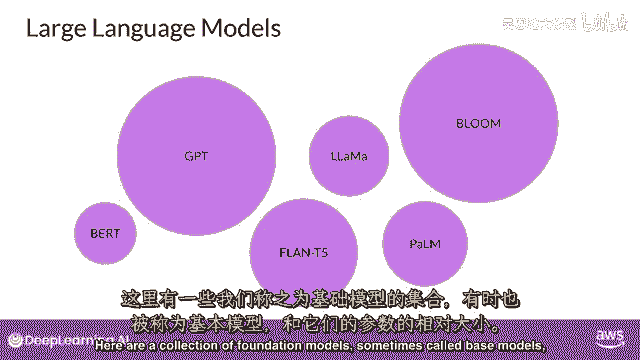 Large Language Models
BLOOM
GPT
LLaMa
BERT
FLAN-T5
PaLM
这里有一些我们称之为基础模型的集合，有时也
被称为基本模型，和它们的参数的相对大小。
DeepLearning.AI
Here are a collection of foundation models, sometimes called base models,
aws